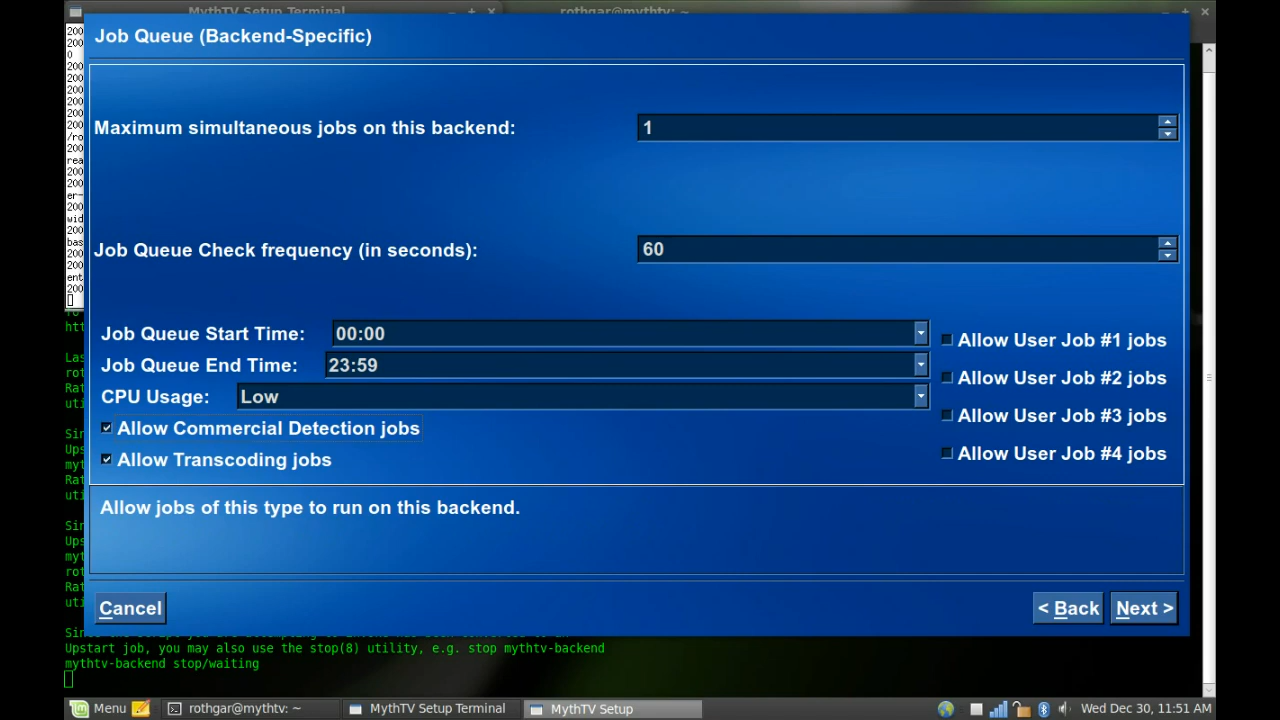 MythTV Setup Terminal
rothgar@mythtv: ~
Job Queue (Backend-Specific)
Maximum simultaneous jobs on this backend: 1
Job Queue Check frequency (in seconds): 60
Job Queue Start Time: 00:00
Job Queue End Time: 23:59
CPU Usage: Low
Allow Commercial Detection jobs
Allow Transcoding jobs
Allow User Job #1 jobs
Allow User Job #2 jobs
Allow User Job #3 jobs
Allow User Job #4 jobs
Allow jobs of this type to run on this backend.
Cancel
< Back
Next >
Upstart job, you may also use the stop(8) utility, e.g. stop mythtv-backend
mythtv-backend stop/waiting
Menu
rothgar@mythtv: ~
MythTV Setup Terminal
MythTV Setup
Wed Dec 30, 11:51 AM